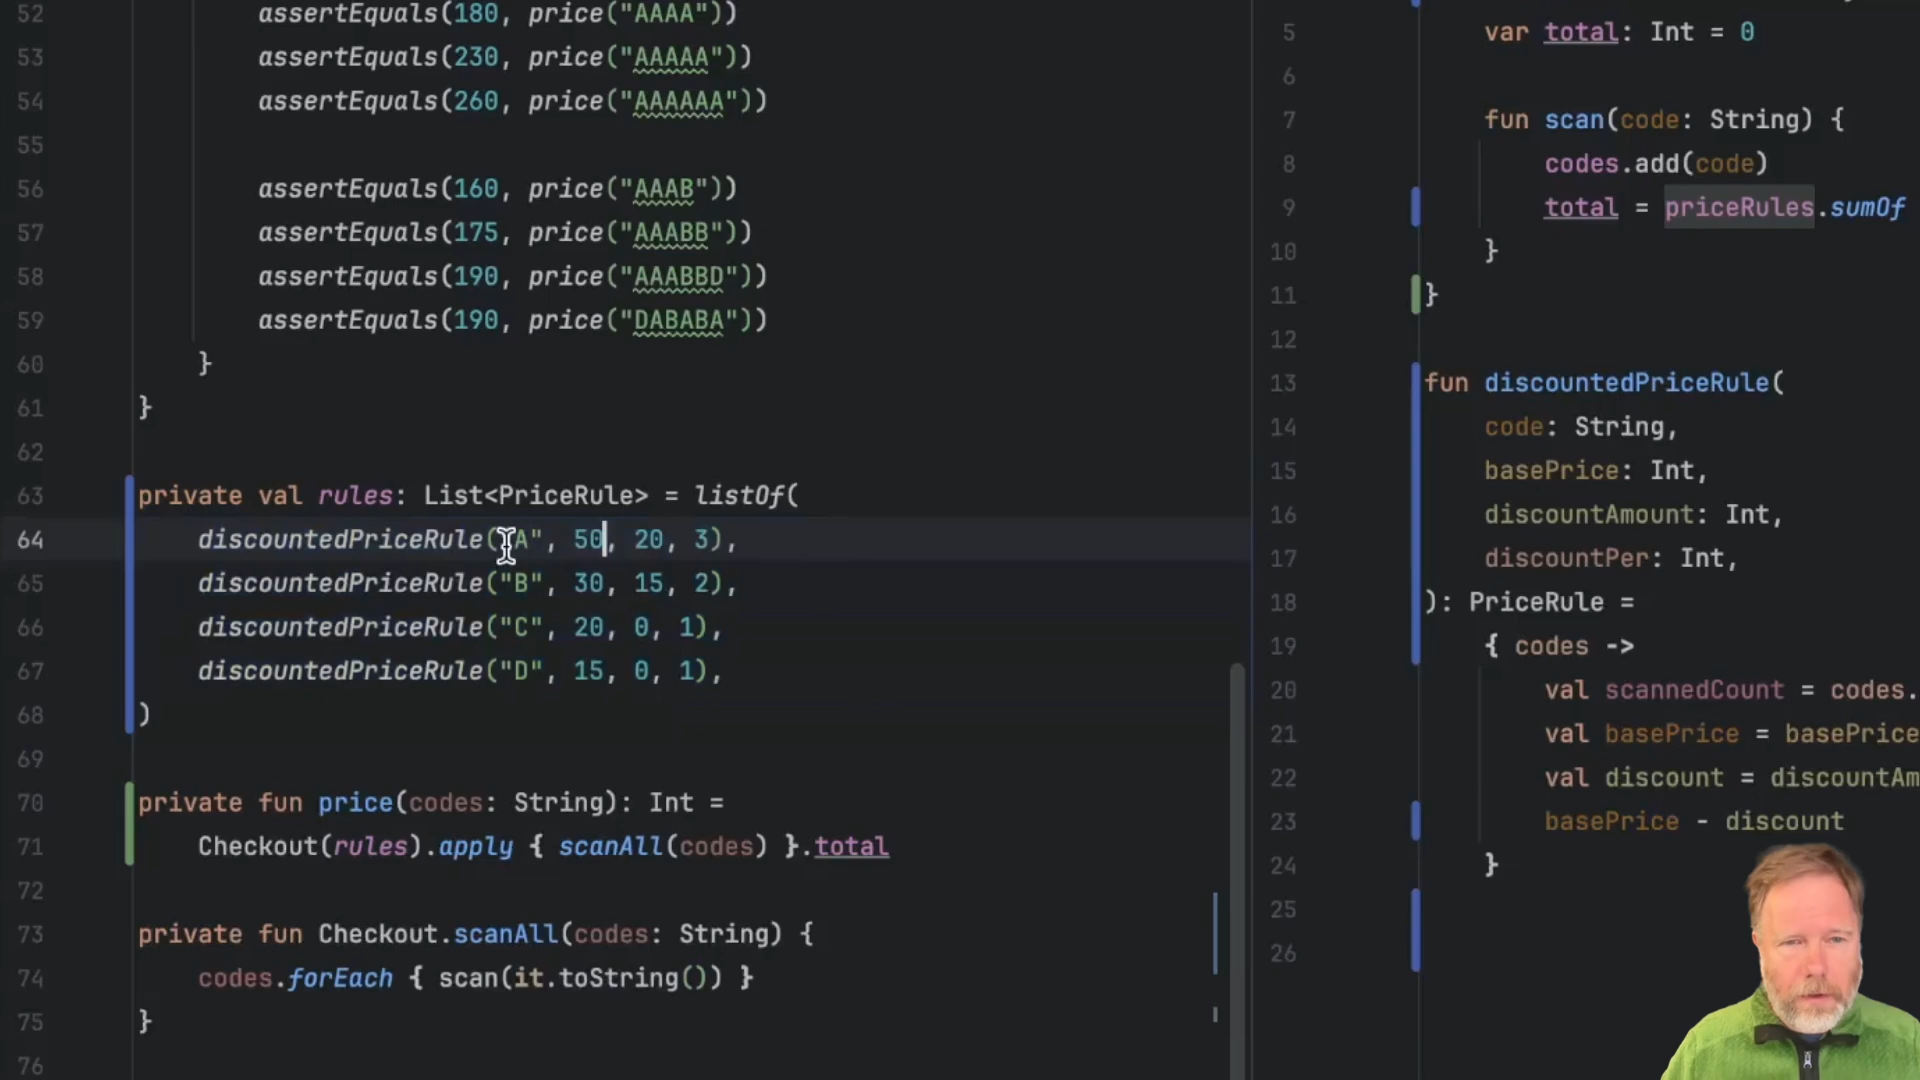 52 assertEquals(180, price("AAAA"))
53 assertEquals(230, price("AAAAA"))
54 assertEquals(260, price("AAAAAA"))
55
56 assertEquals(160, price("AAAB"))
57 assertEquals(175, price("AAABB"))
58 assertEquals(190, price("AAABBD"))
59 assertEquals(190, price("DABABA"))
60 }
61 }
62
63 private val rules: List<PriceRule> = listOf(
64 discountedPriceRule("A", 50, 20, 3),
65 discountedPriceRule("B", 30, 15, 2),
66 discountedPriceRule("C", 20, 0, 1),
67 discountedPriceRule("D", 15, 0, 1),
68 )
69
70 private fun price(codes: String): Int =
71 Checkout(rules).apply { scanAll(codes) }.total
72
73 private fun Checkout.scanAll(codes: String) {
74 codes.forEach { scan(it.toString()) }
75 }
76
5 var total: Int = 0
6
7 fun scan(code: String) {
8 codes.add(code)
9 total = priceRules.sumOf
10 }
11 }
12
13 fun discountedPriceRule(
14 code: String,
15 basePrice: Int,
16 discountAmount: Int,
17 discountPer: Int,
18 ): PriceRule =
19 { codes ->
20 val scannedCount = codes.
21 val basePrice = basePrice
22 val discount = discountAm
23 basePrice - discount
24 }
25
26